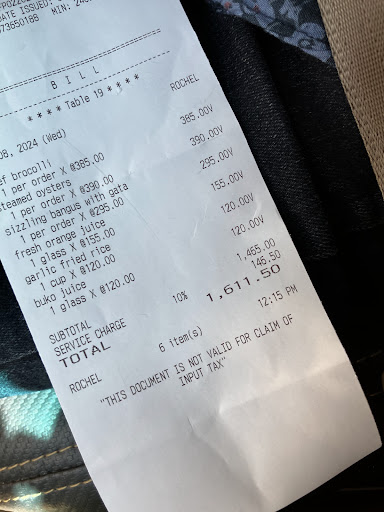 DATE ISSUED:
MIN:
B I L L
* * * * Table 19 * * * *
ROCHEL
08, 2024 (Wed)
ef brocolli
1 per order X @385.00 385.00V
steamed oysters
1 per order X @390.00 390.00V
sizzling bangus with gata
1 per order X @295.00 295.00V
fresh orange juice
1 glass X @155.00 155.00V
garlic fried rice
1 cup X @120.00 120.00V
buko juice
1 glass X @120.00 120.00V
SUBTOTAL 1,465.00
SERVICE CHARGE 10% 146.50
TOTAL 1,611.50
6 item(s)
ROCHEL 12:15 PM
"THIS DOCUMENT IS NOT VALID FOR CLAIM OF
INPUT TAX"